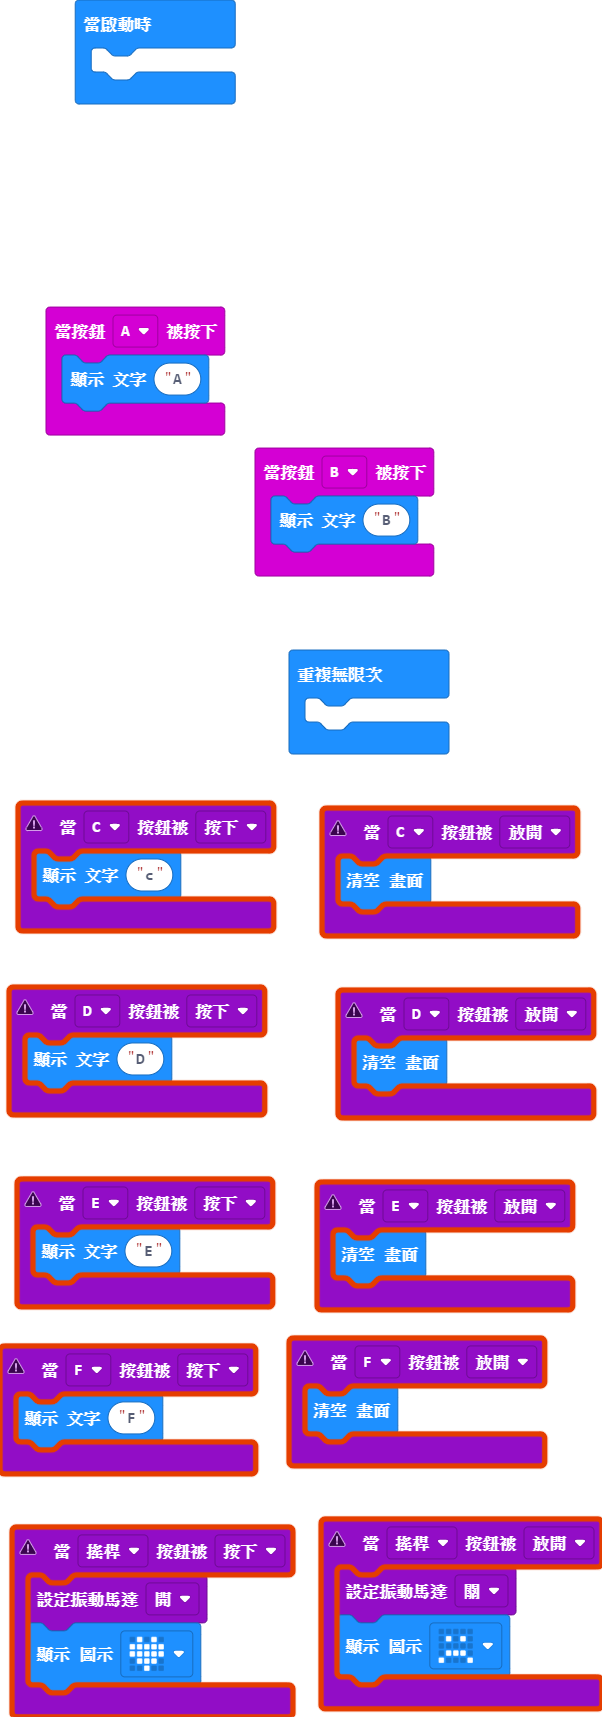 當啟動時
當按鈕 A 被按下
顯示 文字 "A"
當按鈕 B 被按下
顯示 文字 "B"
重複無限次
當 C 按鈕被 按下
顯示 文字 "c"
當 C 按鈕被 放開
清空 畫面
當 D 按鈕被 按下
顯示 文字 "D"
當 D 按鈕被 放開
清空 畫面
當 E 按鈕被 按下
顯示 文字 "E"
當 E 按鈕被 放開
清空 畫面
當 F 按鈕被 按下
顯示 文字 "F"
當 F 按鈕被 放開
清空 畫面
當 搖桿 按鈕被 按下
設定振動馬達 開
顯示 圖示
當 搖桿 按鈕被 放開
設定振動馬達 關
顯示 圖示